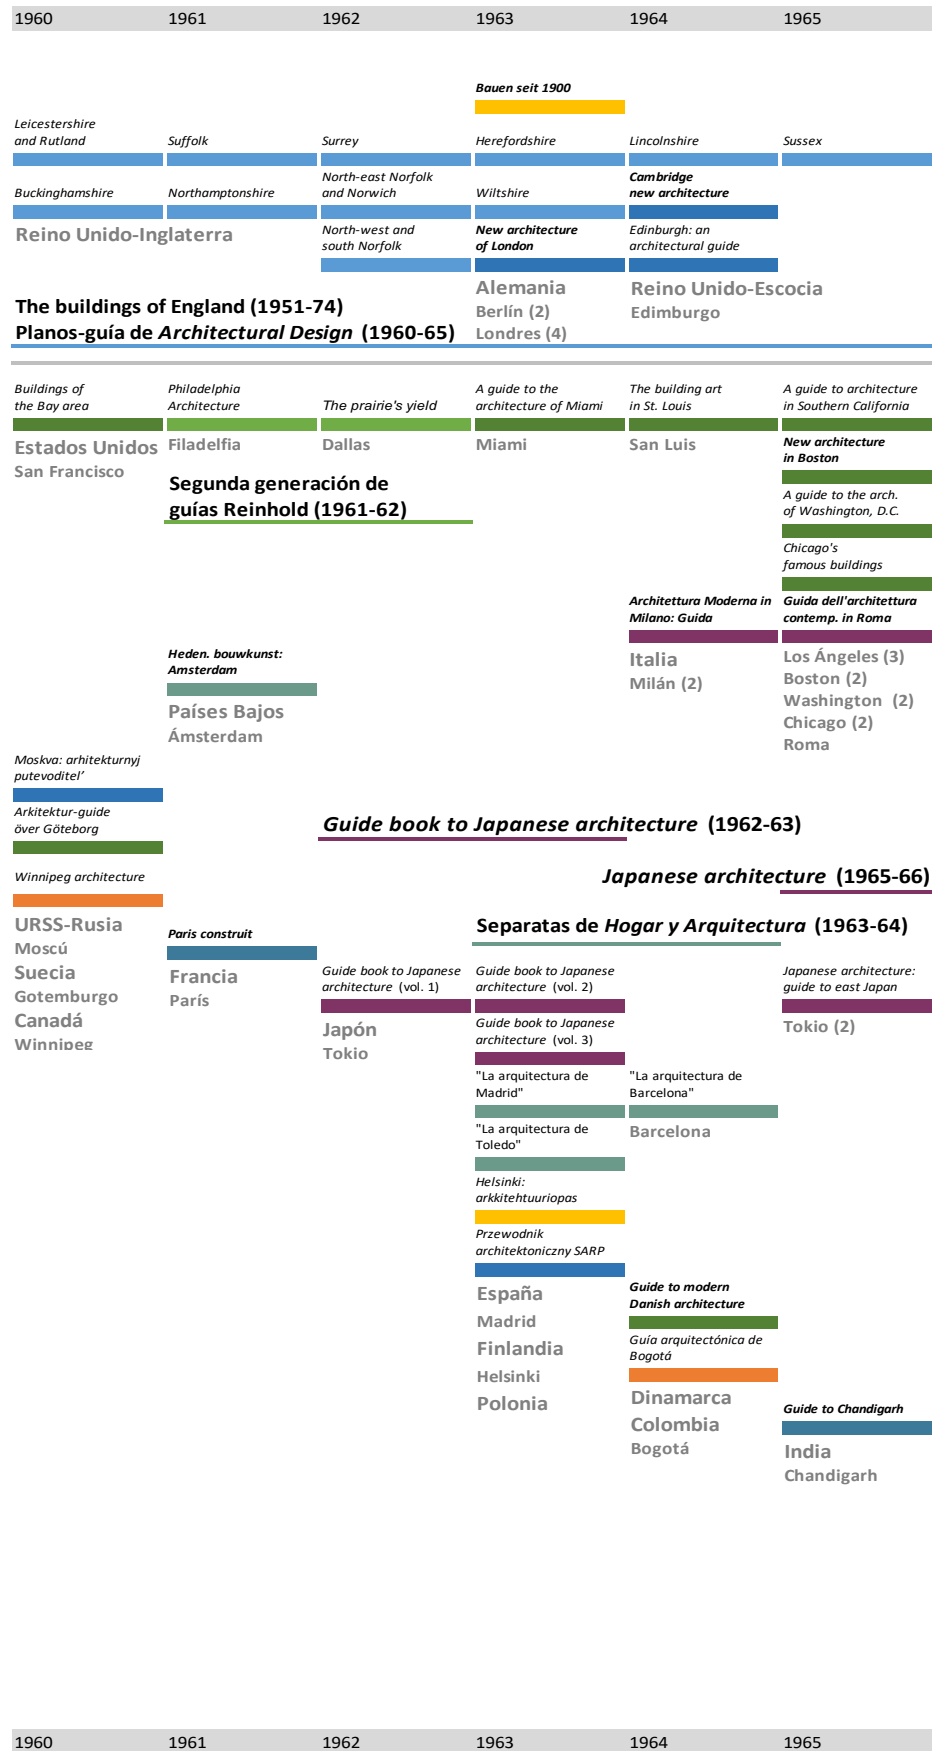 1960 1961 1962 1963 1964 1965
Bauen seit 1900
Leicestershire
and Rutland
Suffolk
Surrey
Herefordshire
Lincolnshire
Sussex
Buckinghamshire
Northamptonshire
North-east Norfolk
and Norwich
Wiltshire
Cambridge
new architecture
Reino Unido-Inglaterra
North-west and
south Norfolk
New architecture
of London
Edinburgh: an
architectural guide
The buildings of England (1951-74)
Planos-guía de Architectural Design (1960-65)
Alemania
Berlín (2)
Londres (4)
Reino Unido-Escocia
Edimburgo
Buildings of
the Bay area
Philadelphia
Architecture
The prairie's yield
A guide to the
architecture of Miami
The building art
in St. Louis
A guide to architecture
in Southern California
Estados Unidos
San Francisco
Filadelfia
Dallas
Miami
San Luis
New architecture
in Boston
Segunda generación de
guías Reinhold (1961-62)
A guide to the arch.
of Washington, D.C.
Chicago's
famous buildings
Architettura Moderna in
Milano: Guida
Guida dell'architettura
contemp. in Roma
Heden. bouwkunst:
Amsterdam
Italia
Milán (2)
Los Ángeles (3)
Boston (2)
Washington (2)
Chicago (2)
Roma
Países Bajos
Ámsterdam
Moskva: arhitekturnyj
putevoditel’
Arkitektur-guide
över Göteborg
Guide book to Japanese architecture (1962-63)
Winnipeg architecture
Japanese architecture (1965-66)
URSS-Rusia
Moscú
Suecia
Gotemburgo
Canadá
Winnipeg
Paris construit
Separatas de Hogar y Arquitectura (1963-64)
Francia
París
Guide book to Japanese
architecture (vol. 1)
Guide book to Japanese
architecture (vol. 2)
Japanese architecture:
guide to east Japan
Japón
Tokio
Guide book to Japanese
architecture (vol. 3)
Tokio (2)
"La arquitectura de
Madrid"
"La arquitectura de
Barcelona"
"La arquitectura de
Toledo"
Barcelona
Helsinki:
arkkitehtuuriopas
Przewodnik
architektoniczny SARP
España
Madrid
Finlandia
Helsinki
Polonia
Guide to modern
Danish architecture
Guía arquitectónica de
Bogotá
Dinamarca
Colombia
Bogotá
Guide to Chandigarh
India
Chandigarh
1960 1961 1962 1963 1964 1965